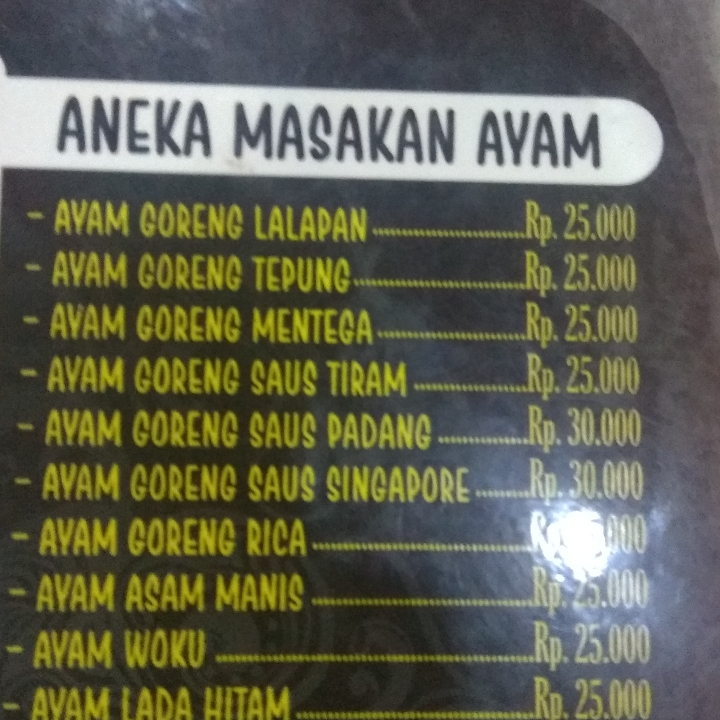 ANEKA MASAKAN AYAM
- AYAM GORENG LALAPAN......................Rp. 25.000
- AYAM GORENG TEPUNG......................Rp. 25.000
- AYAM GORENG MENTEGA......................Rp. 25.000
- AYAM GORENG SAUS TIRAM................Rp. 25.000
- AYAM GORENG SAUS PADANG.............Rp. 30.000
- AYAM GORENG SAUS SINGAPORE........Rp. 30.000
- AYAM GORENG RICA..............................
- AYAM ASAM MANIS..............................Rp. 25.000
- AYAM WOKU..........................................Rp. 25.000
- AYAM LADA HITAM................................Rp. 25.000